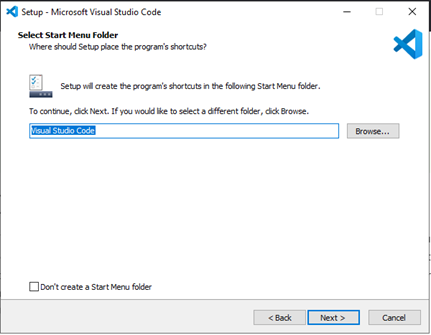 Setup - Microsoft Visual Studio Code
Select Start Menu Folder
Where should Setup place the program's shortcuts?
Setup will create the program's shortcuts in the following Start Menu folder.
To continue, click Next. If you would like to select a different folder, click Browse.
Visual Studio Code
Browse...
Don't create a Start Menu folder
< Back
Next >
Cancel